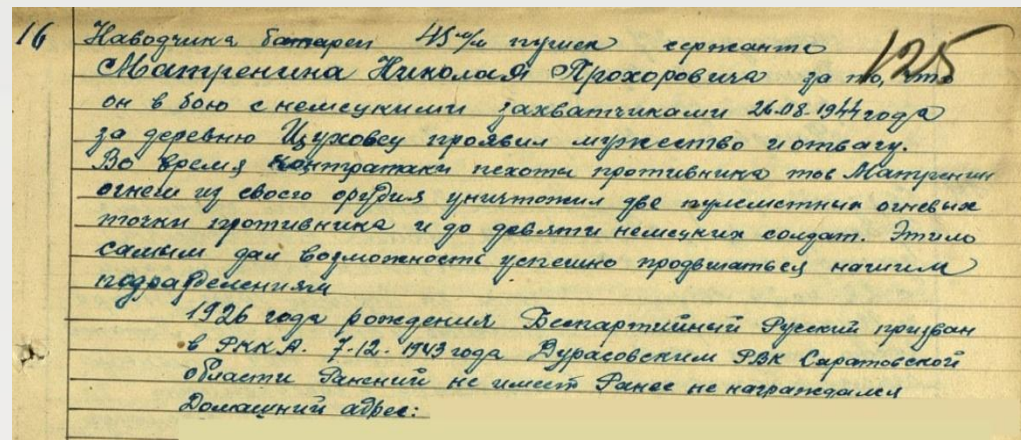 16 Наводчика батареи 45 м/м пушек сержанта
125
Матренина Николая Прохоровича за то, что
он в бою с немецкими захватчиками 26.08.1944 года
за деревню Цуховец проявил мужество и отвагу.
Во время контратаки пехоты противника тов Матренин
огнем из своего орудия уничтожил две пулеметных огневых
точки противника и до девяти немецких солдат. Этило
самым дал возможность успешно продвигаться нашим
подразделениям
1926 года рождения Беспартийный Русский призван
в РККА. 7.12.1943 года Дурасовским РВК Саратовской
области Ранений не имеет Ранее не награждался
Домашний адрес: